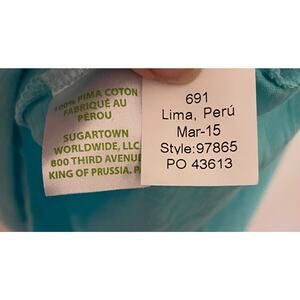 100% PIMA COTON
FABRIQUÉ AU
PÉROU
SUGARTOWN
WORLDWIDE, LLC
800 THIRD AVENUE
KING OF PRUSSIA, P
691
Lima, Perú
Mar-15
Style:97865
PO 43613